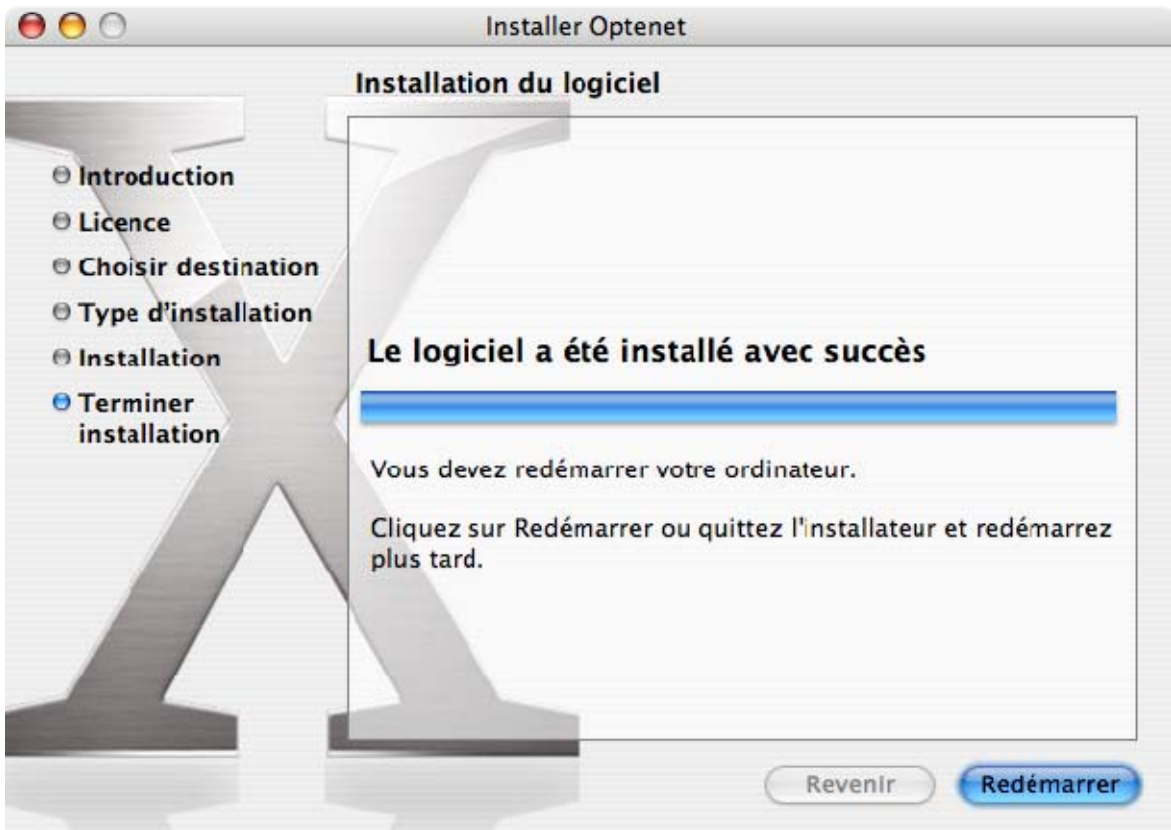 Installer Optenet
Installation du logiciel
Introduction
Licence
Choisir destination
Type d'installation
Installation
Terminer
installation
Le logiciel a été installé avec succès
Vous devez redémarrer votre ordinateur.
Cliquez sur Redémarrer ou quittez l'installateur et redémarrez
plus tard.
Revenir
Redémarrer